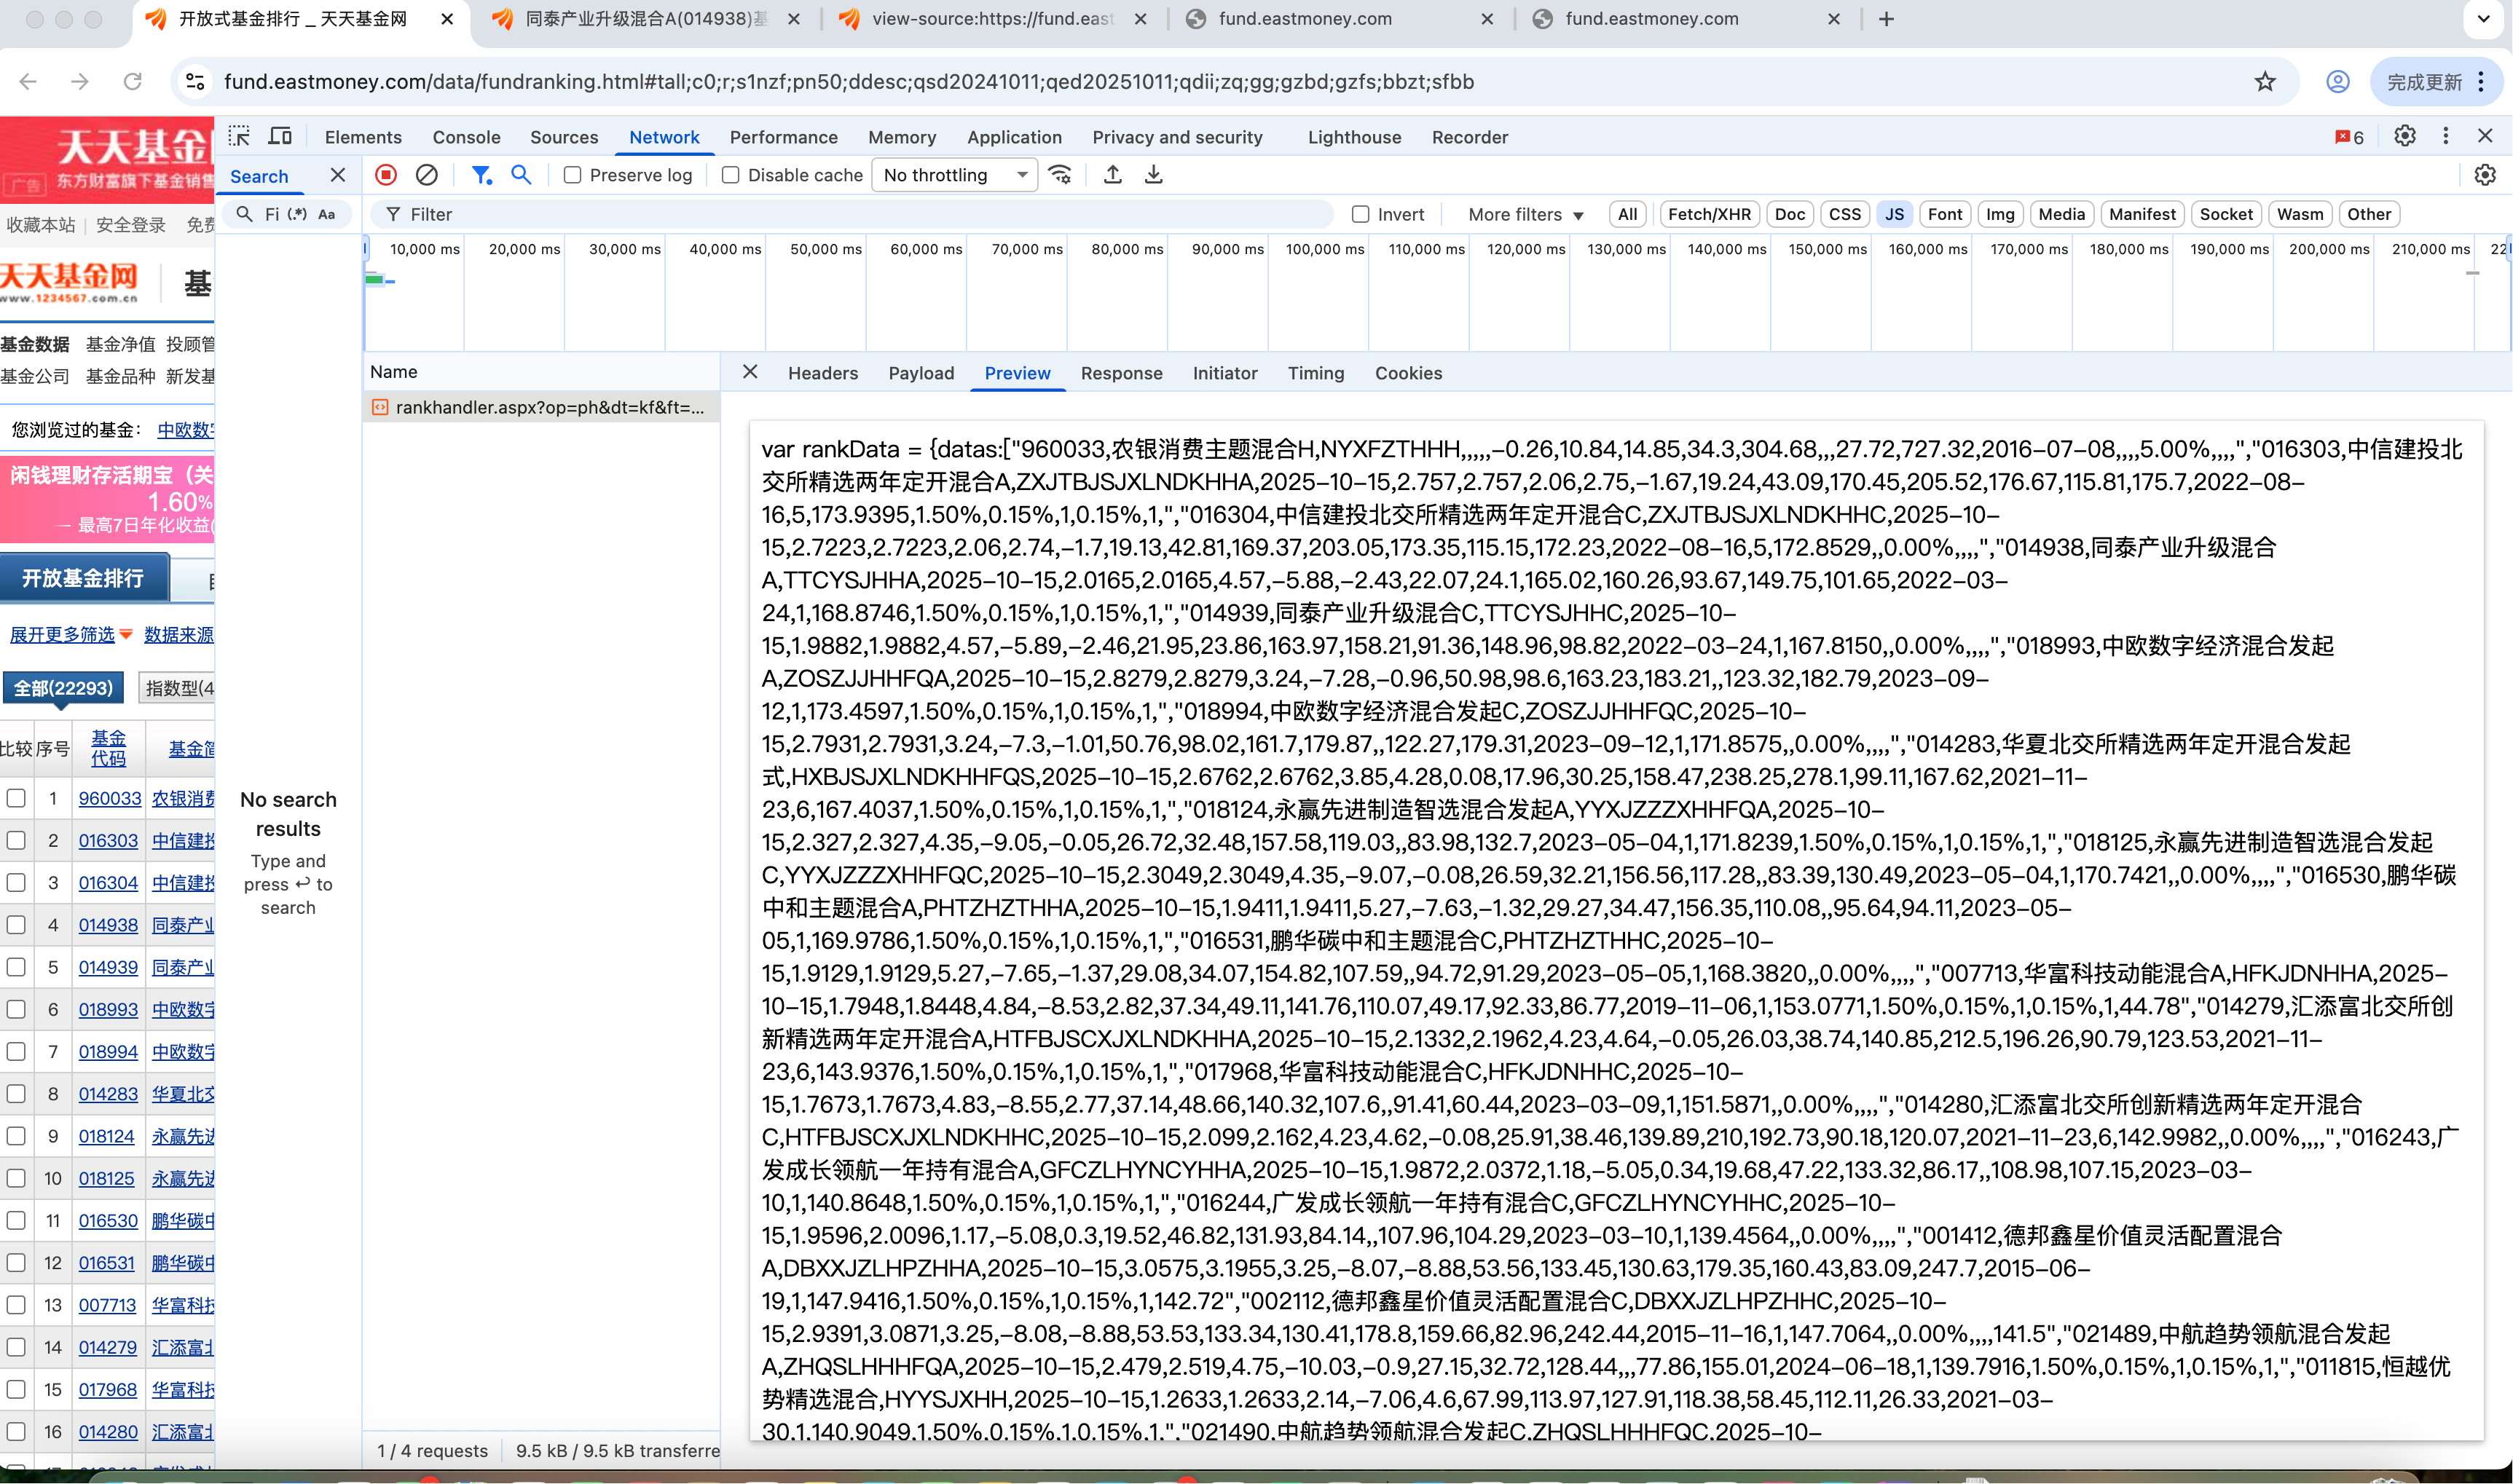 开放式基金排行 _ 天天基金网
同泰产业升级混合A(014938)基
view-source:https://fund.east
fund.eastmoney.com
fund.eastmoney.com
fund.eastmoney.com/data/fundranking.html#tall;c0;r;s1nzf;pn50;ddesc;qsd20241011;qed20251011;qdii;zq;gg;gzbd;gzfs;bbzt;sfbb
完成更新
天天基金
广告
东方财富旗下基金销售
收藏本站 安全登录 免费
天天基金网
www.1234567.com.cn
基
基金数据 基金净值 投顾管
基金公司 基金品种 新发基
您浏览过的基金： 中欧数字
闲钱理财存活期宝（关
1.60%
— 最高7日年化收益(
开放基金排行
展开更多筛选 数据来源
全部(22293) 指数型(4
比较 序号 基金代码 基金简
1 960033 农银消费
2 016303 中信建投
3 016304 中信建投
4 014938 同泰产业
5 014939 同泰产业
6 018993 中欧数字
7 018994 中欧数字
8 014283 华夏北交
9 018124 永赢先进
10 018125 永赢先进
11 016530 鹏华碳中
12 016531 鹏华碳中
13 007713 华富科技
14 014279 汇添富北
15 017968 华富科技
16 014280 汇添富北
Elements Console Sources Network Performance Memory Application Privacy and security Lighthouse Recorder 6
Search
Preserve log Disable cache No throttling
Fi (.*) Aa
Filter Invert More filters All Fetch/XHR Doc CSS JS Font Img Media Manifest Socket Wasm Other
10,000 ms 20,000 ms 30,000 ms 40,000 ms 50,000 ms 60,000 ms 70,000 ms 80,000 ms 90,000 ms 100,000 ms 110,000 ms 120,000 ms 130,000 ms 140,000 ms 150,000 ms 160,000 ms 170,000 ms 180,000 ms 190,000 ms 200,000 ms 210,000 ms 22
No search
results
Type and
press ↩ to
search
Name
rankhandler.aspx?op=ph&dt=kf&ft=...
1 / 4 requests 9.5 kB / 9.5 kB transferre
Headers Payload Preview Response Initiator Timing Cookies
var rankData = {datas:["960033,农银消费主题混合H,NYXFZTHHH,,,,,-0.26,10.84,14.85,34.3,304.68,,,27.72,727.32,2016-07-08,,,,5.00%,,,,","016303,中信建投北
交所精选两年定开混合A,ZXJTBJSJXLNDKHHA,2025-10-15,2.757,2.757,2.06,2.75,-1.67,19.24,43.09,170.45,205.52,176.67,115.81,175.7,2022-08-
16,5,173.9395,1.50%,0.15%,1,0.15%,1,","016304,中信建投北交所精选两年定开混合C,ZXJTBJSJXLNDKHHC,2025-10-
15,2.7223,2.7223,2.06,2.74,-1.7,19.13,42.81,169.37,203.05,173.35,115.15,172.23,2022-08-16,5,172.8529,,0.00%,,,,","014938,同泰产业升级混合
A,TTCYSJHHA,2025-10-15,2.0165,2.0165,4.57,-5.88,-2.43,22.07,24.1,165.02,160.26,93.67,149.75,101.65,2022-03-
24,1,168.8746,1.50%,0.15%,1,0.15%,1,","014939,同泰产业升级混合C,TTCYSJHHC,2025-10-
15,1.9882,1.9882,4.57,-5.89,-2.46,21.95,23.86,163.97,158.21,91.36,148.96,98.82,2022-03-24,1,167.8150,,0.00%,,,,","018993,中欧数字经济混合发起
A,ZOSZJJHHFQA,2025-10-15,2.8279,2.8279,3.24,-7.28,-0.96,50.98,98.6,163.23,183.21,,123.32,182.79,2023-09-
12,1,173.4597,1.50%,0.15%,1,0.15%,1,","018994,中欧数字经济混合发起C,ZOSZJJHHFQC,2025-10-
15,2.7931,2.7931,3.24,-7.3,-1.01,50.76,98.02,161.7,179.87,,122.27,179.31,2023-09-12,1,171.8575,,0.00%,,,,","014283,华夏北交所精选两年定开混合发起
式,HXBJSJXLNDKHHFQS,2025-10-15,2.6762,2.6762,3.85,4.28,0.08,17.96,30.25,158.47,238.25,278.1,99.11,167.62,2021-11-
23,6,167.4037,1.50%,0.15%,1,0.15%,1,","018124,永赢先进制造智选混合发起A,YYXJZZZXHHFQA,2025-10-
15,2.327,2.327,4.35,-9.05,-0.05,26.72,32.48,157.58,119.03,,83.98,132.7,2023-05-04,1,171.8239,1.50%,0.15%,1,0.15%,1,","018125,永赢先进制造智选混合发起
C,YYXJZZZXHHFQC,2025-10-15,2.3049,2.3049,4.35,-9.07,-0.08,26.59,32.21,156.56,117.28,,83.39,130.49,2023-05-04,1,170.7421,,0.00%,,,,","016530,鹏华碳
中和主题混合A,PHTZHZTHHA,2025-10-15,1.9411,1.9411,5.27,-7.63,-1.32,29.27,34.47,156.35,110.08,,95.64,94.11,2023-05-
05,1,169.9786,1.50%,0.15%,1,0.15%,1,","016531,鹏华碳中和主题混合C,PHTZHZTHHC,2025-10-
15,1.9129,1.9129,5.27,-7.65,-1.37,29.08,34.07,154.82,107.59,,94.72,91.29,2023-05-05,1,168.3820,,0.00%,,,,","007713,华富科技动能混合A,HFKJDNHHA,2025-
10-15,1.7948,1.8448,4.84,-8.53,2.82,37.34,49.11,141.76,110.07,49.17,92.33,86.77,2019-11-06,1,153.0771,1.50%,0.15%,1,0.15%,1,44.78","014279,汇添富北交所创
新精选两年定开混合A,HTFBJSCXJXLNDKHHA,2025-10-15,2.1332,2.1962,4.23,4.64,-0.05,26.03,38.74,140.85,212.5,196.26,90.79,123.53,2021-11-
23,6,143.9376,1.50%,0.15%,1,0.15%,1,","017968,华富科技动能混合C,HFKJDNHHC,2025-10-
15,1.7673,1.7673,4.83,-8.55,2.77,37.14,48.66,140.32,107.6,,91.41,60.44,2023-03-09,1,151.5871,,0.00%,,,,","014280,汇添富北交所创新精选两年定开混合
C,HTFBJSCXJXLNDKHHC,2025-10-15,2.099,2.162,4.23,4.62,-0.08,25.91,38.46,139.89,210,192.73,90.18,120.07,2021-11-23,6,142.9982,,0.00%,,,,","016243,广
发成长领航一年持有混合A,GFCZLHYNCYHHA,2025-10-15,1.9872,2.0372,1.18,-5.05,0.34,19.68,47.22,133.32,86.17,,108.98,107.15,2023-03-
10,1,140.8648,1.50%,0.15%,1,0.15%,1,","016244,广发成长领航一年持有混合C,GFCZLHYNCYHHC,2025-10-
15,1.9596,2.0096,1.17,-5.08,0.3,19.52,46.82,131.93,84.14,,107.96,104.29,2023-03-10,1,139.4564,,0.00%,,,,","001412,德邦鑫星价值灵活配置混合
A,DBXXJZLHPZHHA,2025-10-15,3.0575,3.1955,3.25,-8.07,-8.88,53.56,133.45,130.63,179.35,160.43,83.09,247.7,2015-06-
19,1,147.9416,1.50%,0.15%,1,0.15%,1,142.72","002112,德邦鑫星价值灵活配置混合C,DBXXJZLHPZHHC,2025-10-
15,2.9391,3.0871,3.25,-8.08,-8.88,53.53,133.34,130.41,178.8,159.66,82.96,242.44,2015-11-16,1,147.7064,,0.00%,,,,141.5","021489,中航趋势领航混合发起
A,ZHQSLHHHFQA,2025-10-15,2.479,2.519,4.75,-10.03,-0.9,27.15,32.72,128.44,,,77.86,155.01,2024-06-18,1,139.7916,1.50%,0.15%,1,0.15%,1,","011815,恒越优
势精选混合,HYYSJXHH,2025-10-15,1.2633,1.2633,2.14,-7.06,4.6,67.99,113.97,127.91,118.38,58.45,112.11,26.33,2021-03-
30,1,140.9049,1.50%,0.15%,1,0.15%,1,","021490,中航趋势领航混合发起C,ZHQSLHHHFQC,2025-10-